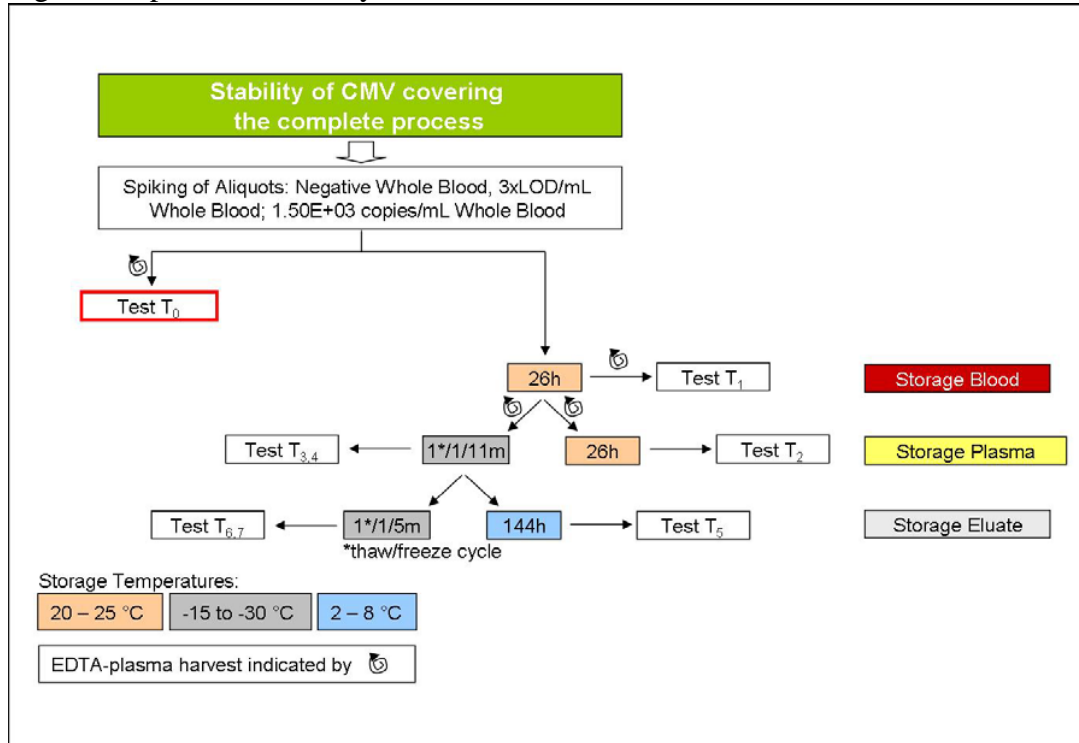 Stability of CMV covering
the complete process
Spiking of Aliquots: Negative Whole Blood, 3xLOD/mL
Whole Blood; 1.50E+03 copies/mL Whole Blood
Test T0
26h
Test T1
Storage Blood
Test T3,4
1*/1/11m
26h
Test T2
Storage Plasma
Test T6,7
1*/1/5m
144h
Test T5
Storage Eluate
*thaw/freeze cycle
Storage Temperatures:
20 – 25 °C
-15 to -30 °C
2 – 8 °C
EDTA-plasma harvest indicated by